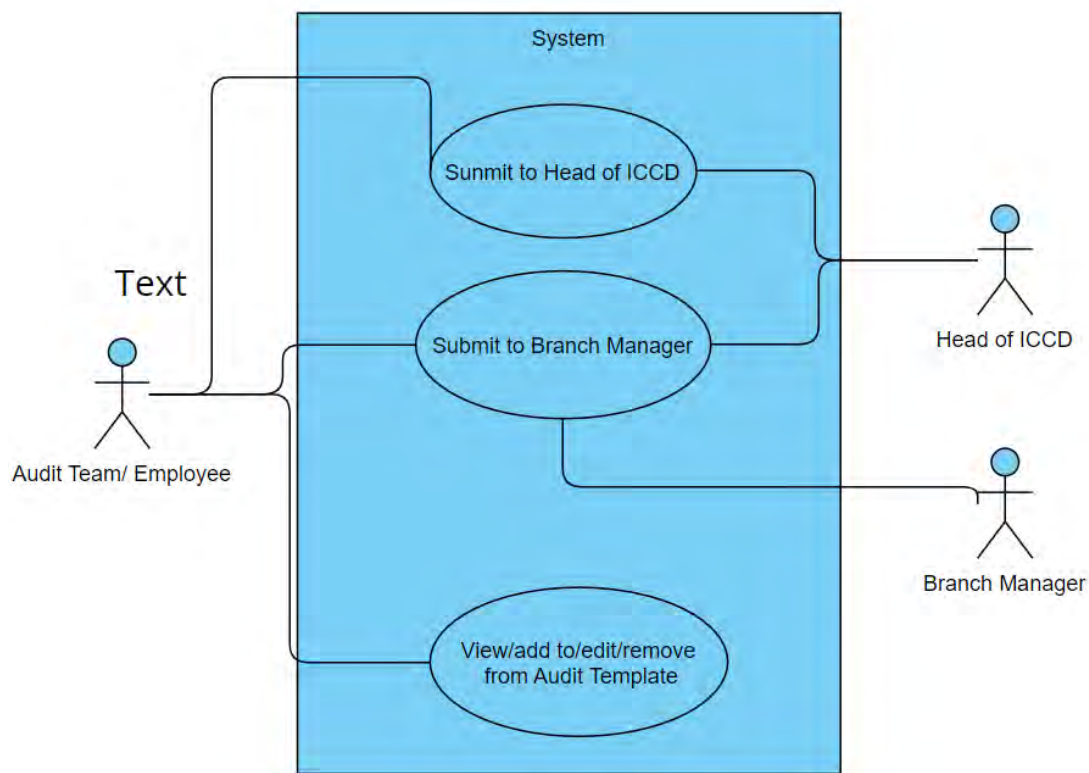 System
Sunmit to Head of ICCD
Text
Submit to Branch Manager
Head of ICCD
Audit Team/ Employee
Branch Manager
View/add to/edit/remove
from Audit Template